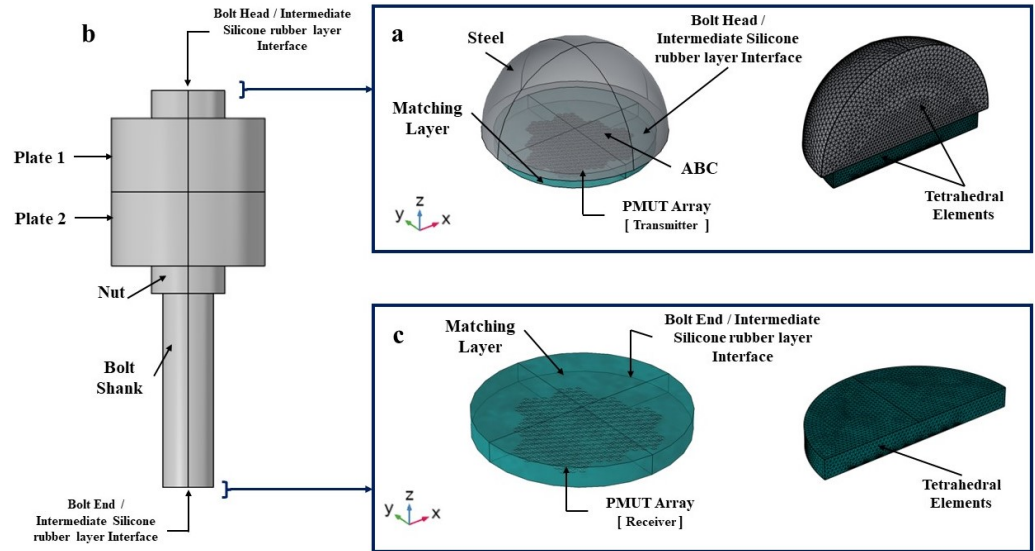 b
Bolt Head / Intermediate
Silicone rubber layer
Interface
Plate 1
Plate 2
Nut
Bolt
Shank
Bolt End /
Intermediate Silicone
rubber layer Interface
a
Steel
Bolt Head /
Intermediate Silicone
rubber layer Interface
Matching
Layer
ABC
PMUT Array
[ Transmitter ]
z
y
x
Tetrahedral
Elements
c
Matching
Layer
Bolt End / Intermediate
Silicone rubber layer
Interface
PMUT Array
[ Receiver ]
z
y
x
Tetrahedral
Elements